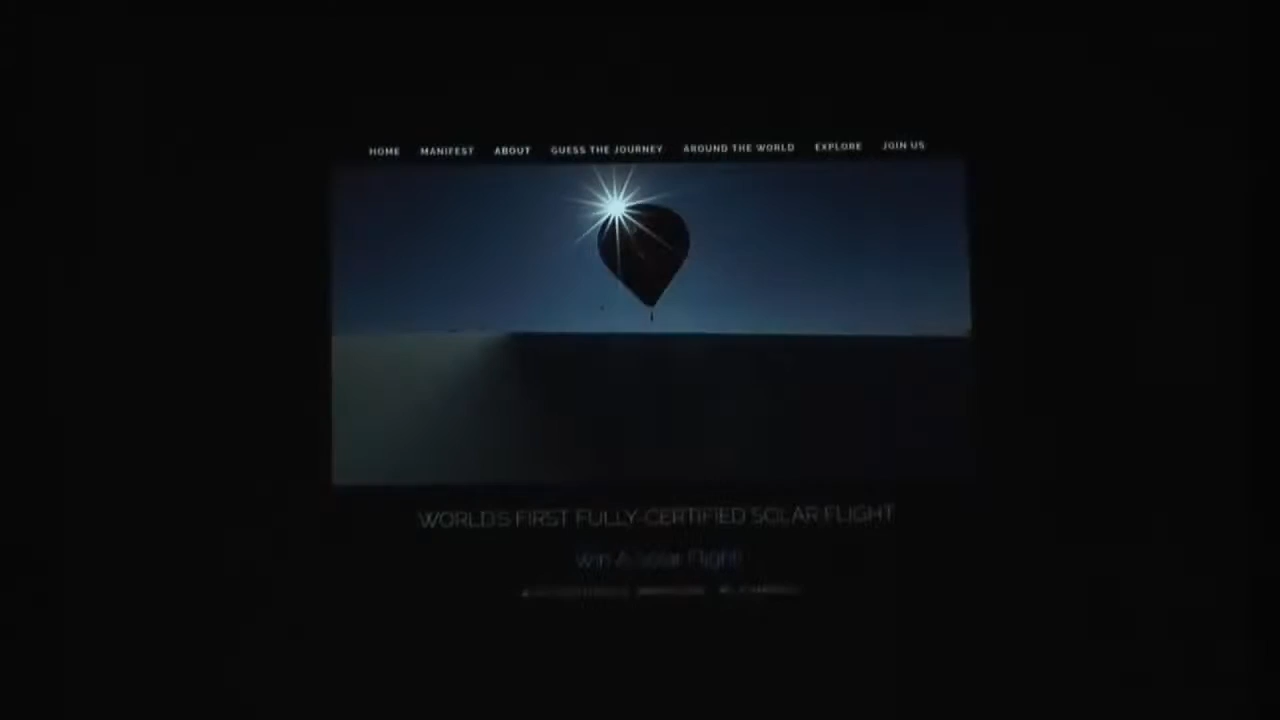 HOME MANIFEST ABOUT GUESS THE JOURNEY AROUND THE WORLD EXPLORE JOIN US
WORLD'S FIRST FULLY-CERTIFIED SOLAR FLIGHT
Win A Solar Flight!